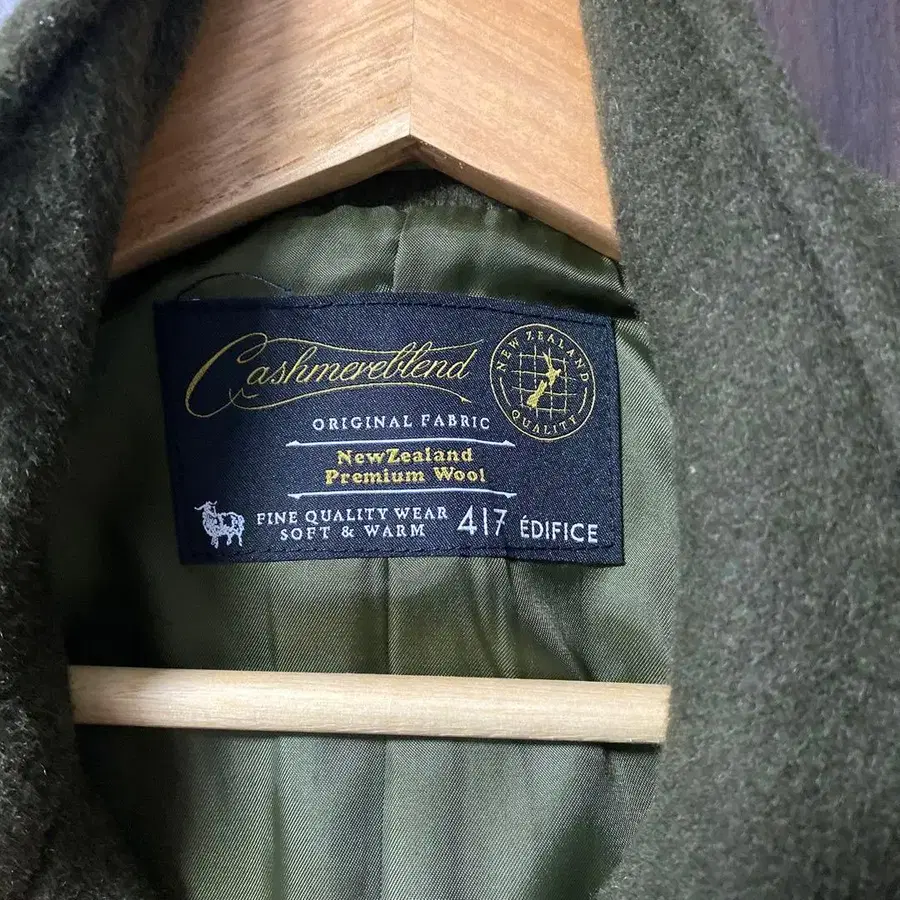 Cashmereblend
NEW ZEALAND
QUALITY
ORIGINAL FABRIC
NewZealand
Premium Wool
FINE QUALITY WEAR
SOFT & WARM
417 ÉDIFICE